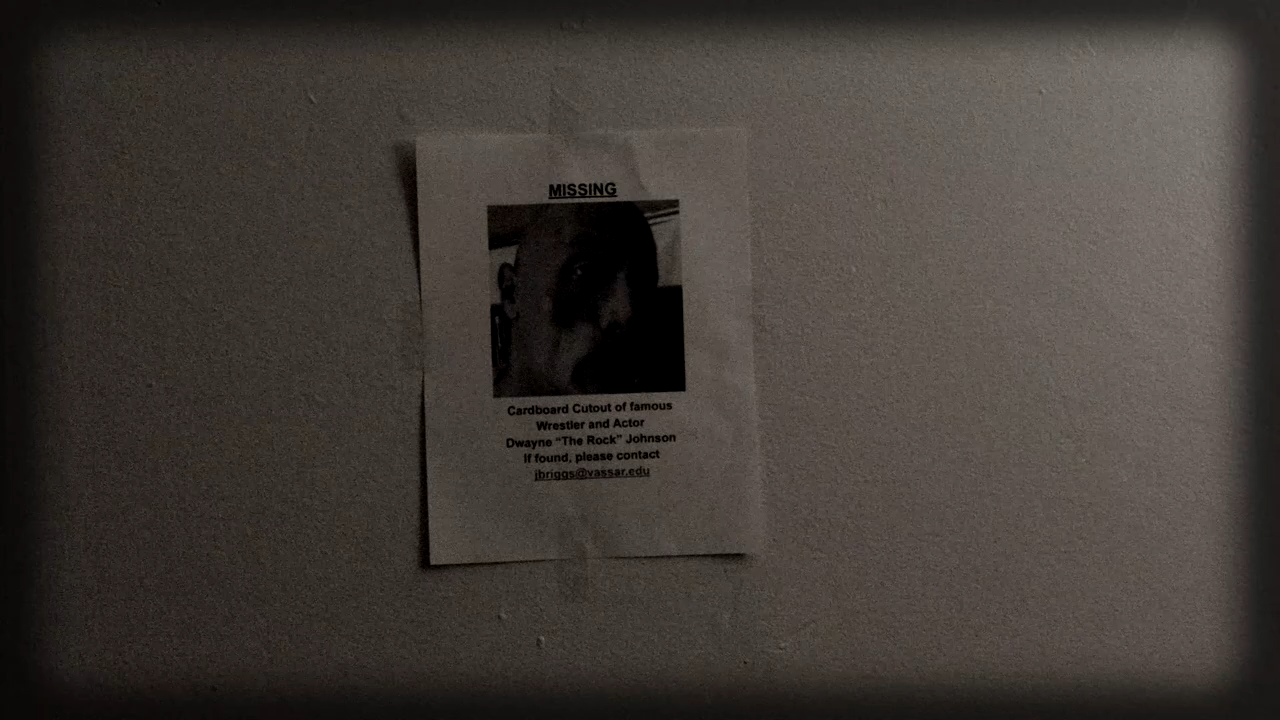 MISSING
Cardboard Cutout of famous
Wrestler and Actor
Dwayne “The Rock” Johnson
If found, please contact
jbriggs@vassar.edu